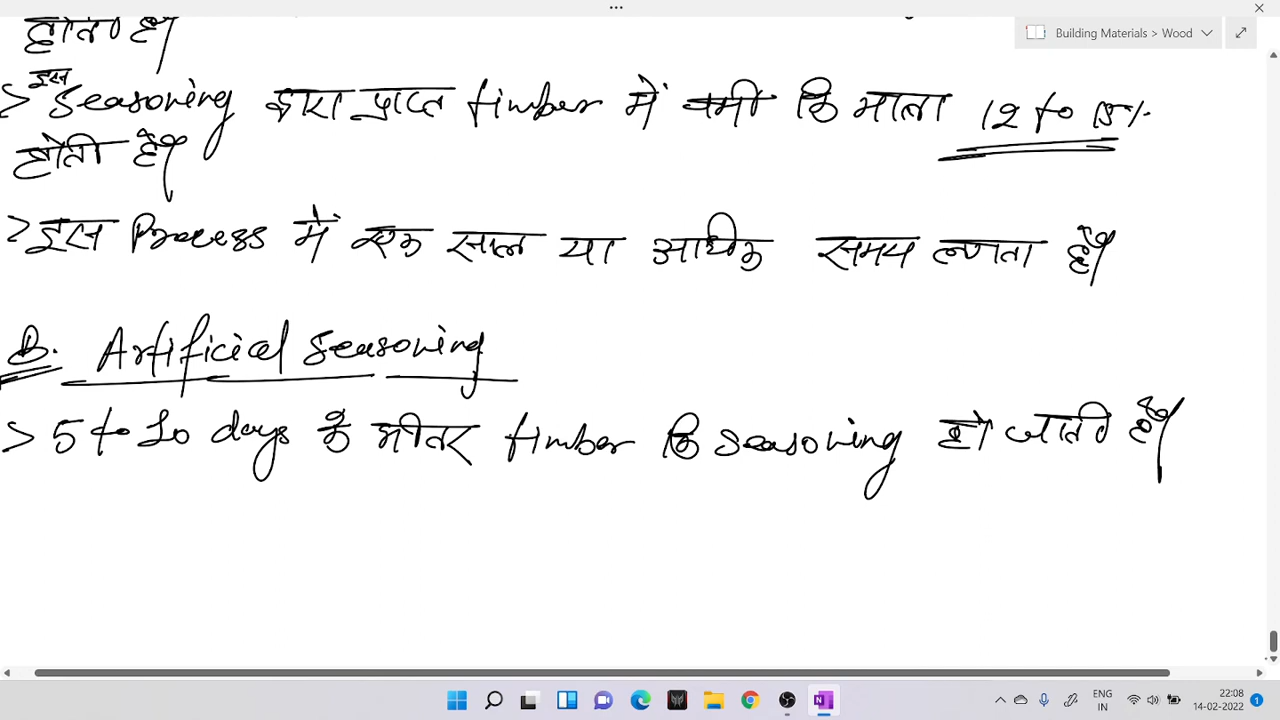 ...
Building Materials > Wood
होता है।
> इस Seasoning द्वारा प्राप्त timber में नमी कि मात्रा 12 to 15%
होती है।
> इस Process में एक साल या अधिक समय लगता है।
B. Artificial Seasoning
> 5 to 10 days के भीतर timber कि seasoning हो जाती है।
ENG
IN
22:08
14-02-2022
1